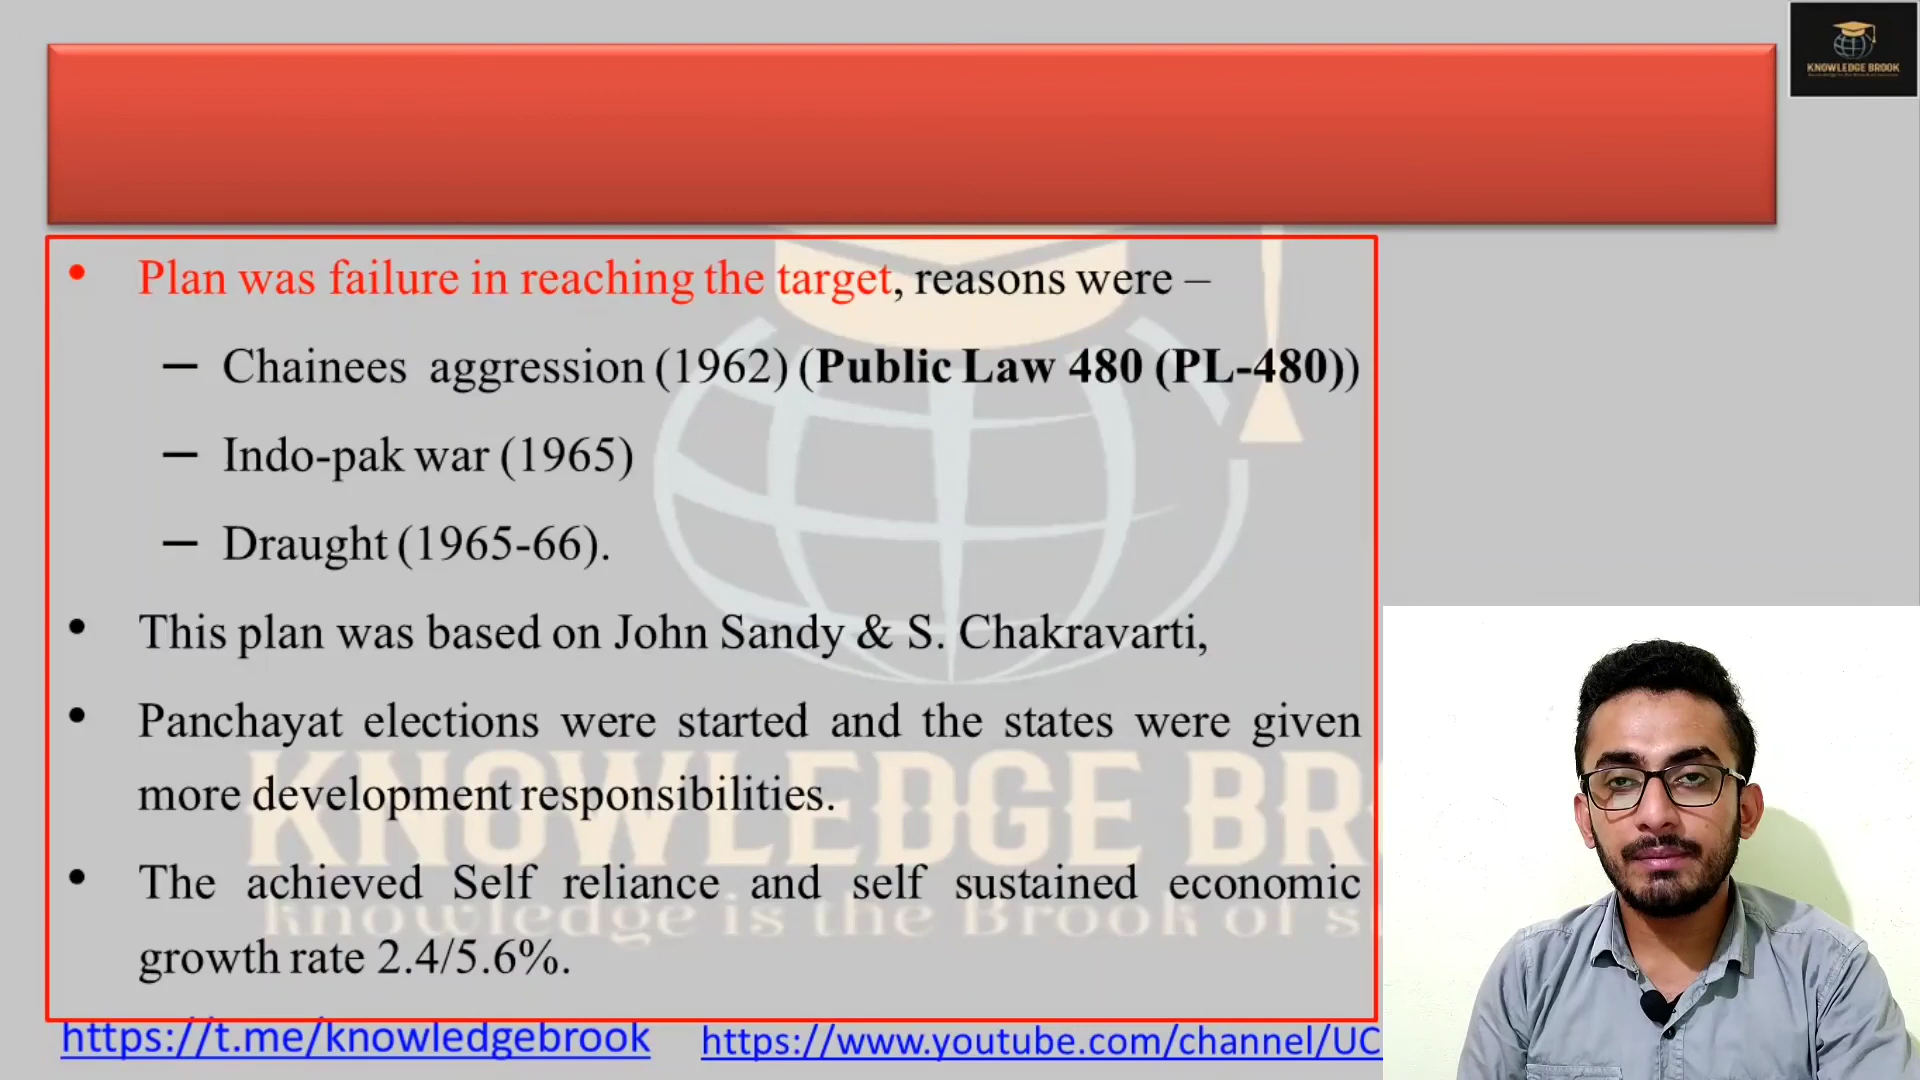 KNOWLEDGE BROOK
• Plan was failure in reaching the target, reasons were –
– Chainees aggression (1962) (Public Law 480 (PL-480))
– Indo-pak war (1965)
– Draught (1965-66).
• This plan was based on John Sandy & S. Chakravarti,
• Panchayat elections were started and the states were given
more development responsibilities.
• The achieved Self reliance and self sustained economic
growth rate 2.4/5.6%.
KNOWLEDGE BR
knowledge is the Brook of s
https://t.me/knowledgebrook https://www.youtube.com/channel/UC